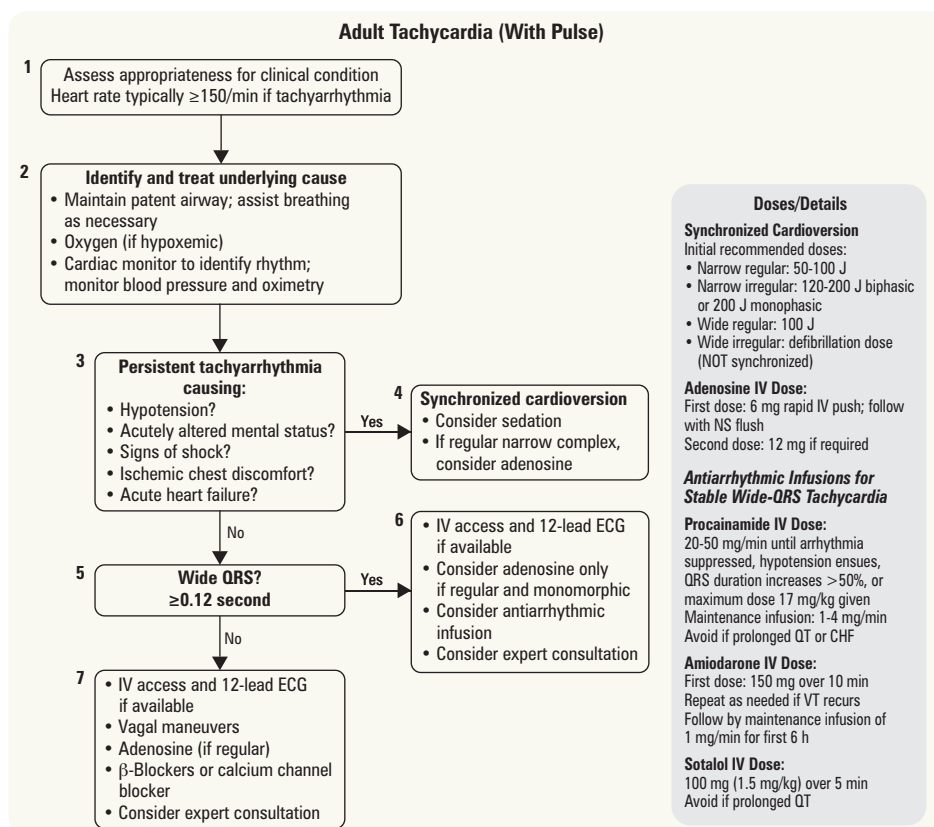 Adult Tachycardia (With Pulse)
1
Assess appropriateness for clinical condition
Heart rate typically ≥150/min if tachyarrhythmia
2
Identify and treat underlying cause
• Maintain patent airway; assist breathing
as necessary
• Oxygen (if hypoxemic)
• Cardiac monitor to identify rhythm;
monitor blood pressure and oximetry
3
Persistent tachyarrhythmia
causing:
• Hypotension?
• Acutely altered mental status?
• Signs of shock?
• Ischemic chest discomfort?
• Acute heart failure?
Yes
4
Synchronized cardioversion
• Consider sedation
• If regular narrow complex,
consider adenosine
No
5
Wide QRS?
≥0.12 second
Yes
6
• IV access and 12-lead ECG
if available
• Consider adenosine only
if regular and monomorphic
• Consider antiarrhythmic
infusion
• Consider expert consultation
No
7
• IV access and 12-lead ECG
if available
• Vagal maneuvers
• Adenosine (if regular)
• β-Blockers or calcium channel
blocker
• Consider expert consultation
Doses/Details
Synchronized Cardioversion
Initial recommended doses:
• Narrow regular: 50-100 J
• Narrow irregular: 120-200 J biphasic
or 200 J monophasic
• Wide regular: 100 J
• Wide irregular: defibrillation dose
(NOT synchronized)
Adenosine IV Dose:
First dose: 6 mg rapid IV push; follow
with NS flush
Second dose: 12 mg if required
Antiarrhythmic Infusions for
Stable Wide-QRS Tachycardia
Procainamide IV Dose:
20-50 mg/min until arrhythmia
suppressed, hypotension ensues,
QRS duration increases >50%, or
maximum dose 17 mg/kg given
Maintenance infusion: 1-4 mg/min
Avoid if prolonged QT or CHF
Amiodarone IV Dose:
First dose: 150 mg over 10 min
Repeat as needed if VT recurs
Follow by maintenance infusion of
1 mg/min for first 6 h
Sotalol IV Dose:
100 mg (1.5 mg/kg) over 5 min
Avoid if prolonged QT